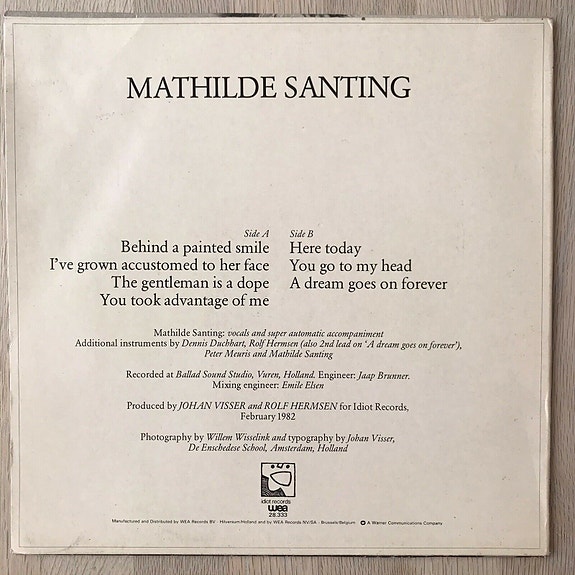 MATHILDE SANTING
Side A
Behind a painted smile
I've grown accustomed to her face
The gentleman is a dope
You took advantage of me
Side B
Here today
You go to my head
A dream goes on forever
Mathilde Santing: vocals and super automatic accompaniment
Additional instruments by Dennis Duchhart, Rolf Hermsen (also 2nd lead on 'A dream goes on forever'),
Peter Meuris and Mathilde Santing
Recorded at Ballad Sound Studio, Vuren, Holland. Engineer: Jaap Brunner.
Mixing engineer: Emile Elsen
Produced by JOHAN VISSER and ROLF HERMSEN for Idiot Records,
February 1982
Photography by Willem Wisselink and typography by Johan Visser,
De Enschedese School, Amsterdam, Holland
idiot records
wea
28.333
Manufactured and Distributed by WEA Records BV · Hilversum/Holland and by WEA Records NV/SA · Brussels/Belgium A Warner Communications Company